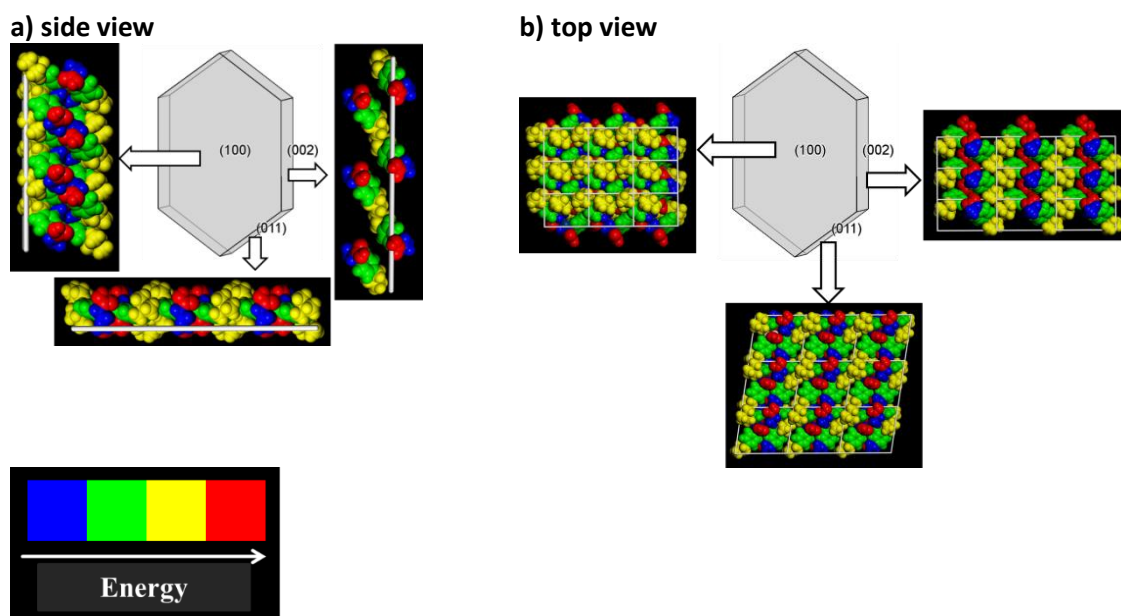 a) side view
(100)
(002)
(011)
b) top view
(100)
(002)
(011)
Energy